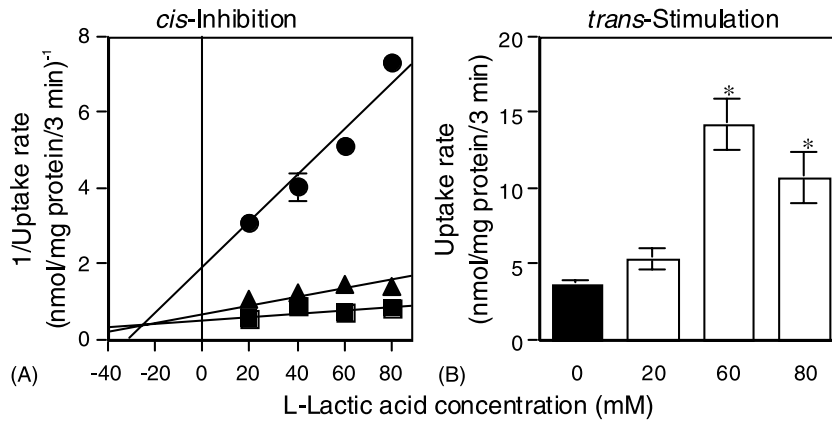 cis-Inhibition
1/Uptake rate
(nmol/mg protein/3 min)-1
8
6
4
2
0
-40 -20 0 20 40 60 80
(A)
trans-Stimulation
Uptake rate
(nmol/mg protein/3 min)
20
15
10
5
0
* *
0 20 60 80
(B)
L-Lactic acid concentration (mM)